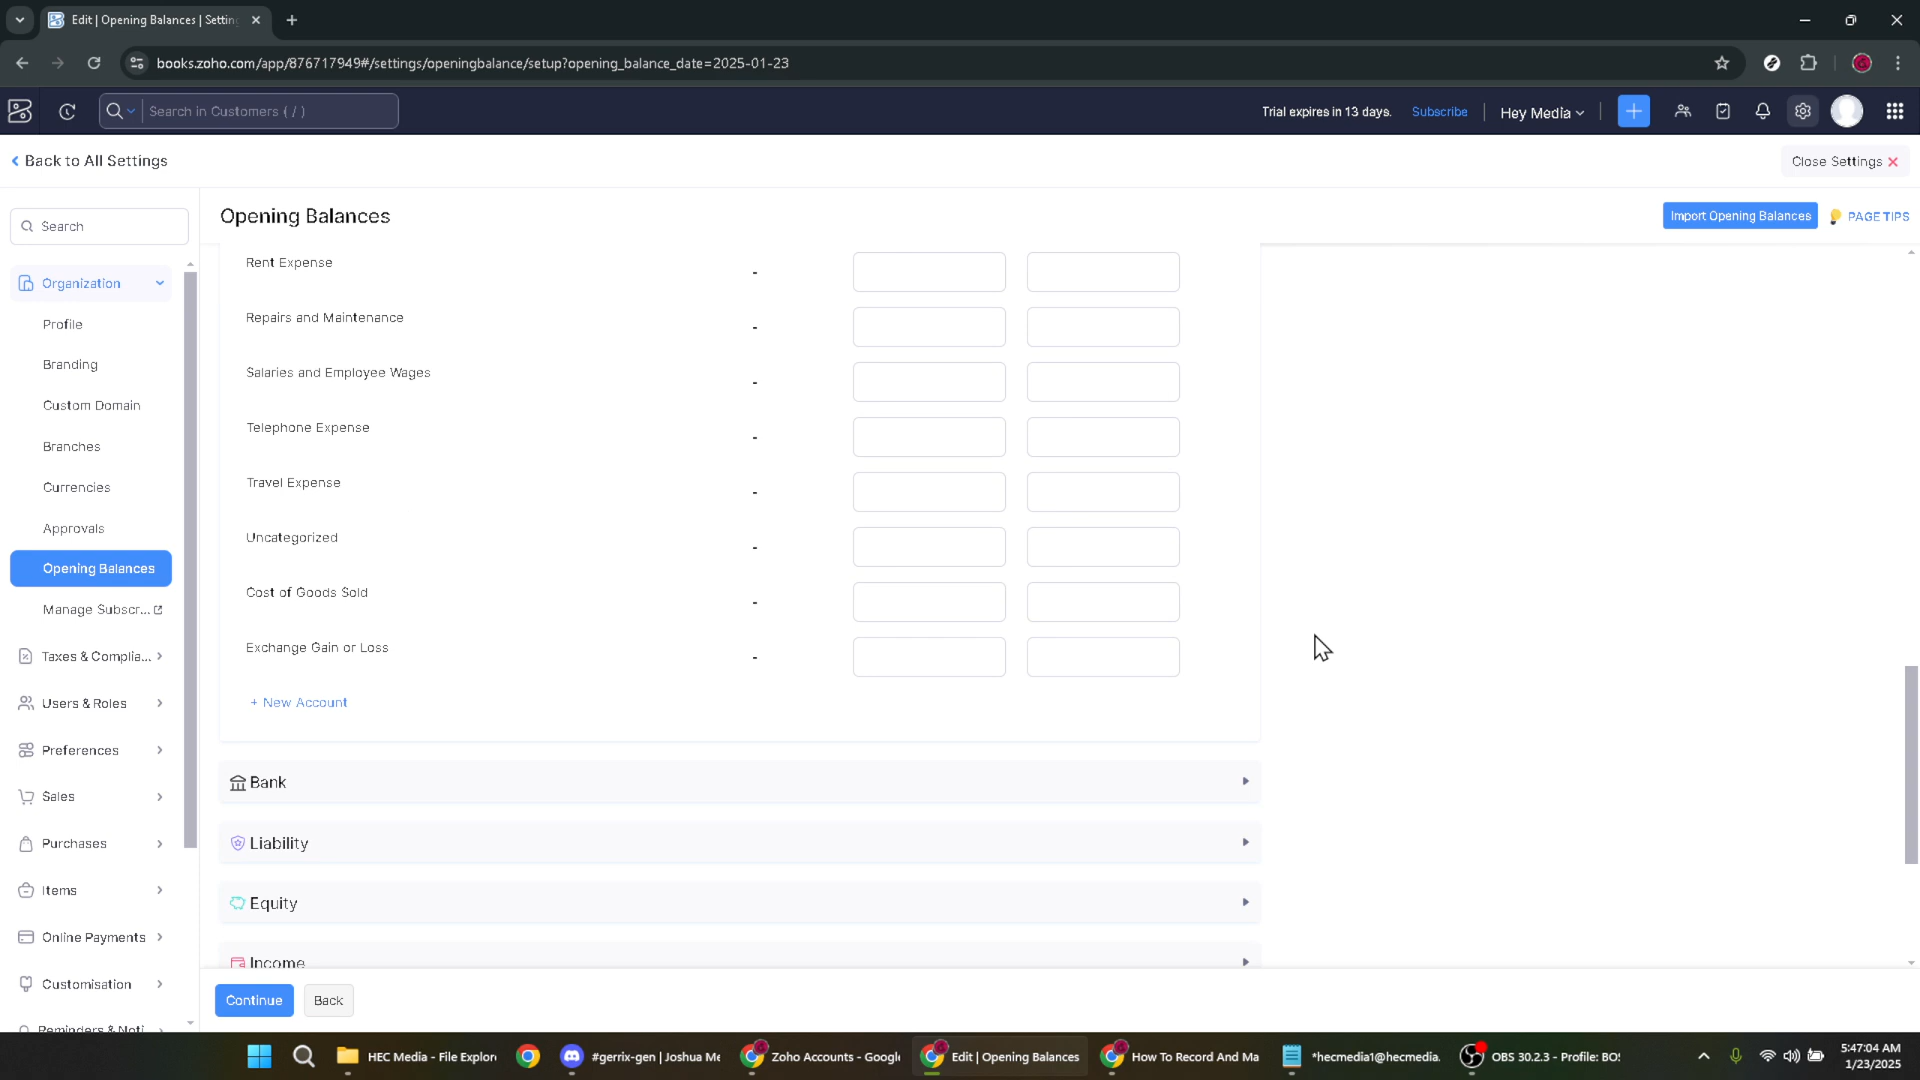 Edit | Opening Balances | Settin
books.zoho.com/app/876717949#/settings/openingbalance/setup?opening_balance_date=2025-01-23
Search in Customers ( / )
Trial expires in 13 days.
Subscribe
Hey Media
Back to All Settings
Close Settings
Search
Opening Balances
Import Opening Balances
PAGE TIPS
Organization
Profile
Branding
Custom Domain
Branches
Currencies
Approvals
Opening Balances
Manage Subscr...
Taxes & Complia...
Users & Roles
Preferences
Sales
Purchases
Items
Online Payments
Customisation
Reminders & Noti
Rent Expense -
Repairs and Maintenance -
Salaries and Employee Wages -
Telephone Expense -
Travel Expense -
Uncategorized -
Cost of Goods Sold -
Exchange Gain or Loss -
+ New Account
Bank
Liability
Equity
Income
Continue
Back
HEC Media - File Explor
#gerrix-gen | Joshua Me
Zoho Accounts - Google
Edit | Opening Balances
How To Record And Ma
*hecmedia1@hecmedia.
OBS 30.2.3 - Profile: BO
5:47:04 AM
1/23/2025